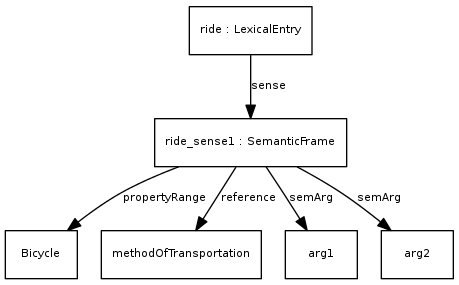 ride : LexicalEntry
sense
ride_sense1 : SemanticFrame
propertyRange
reference
semArg
semArg
Bicycle
methodOfTransportation
arg1
arg2